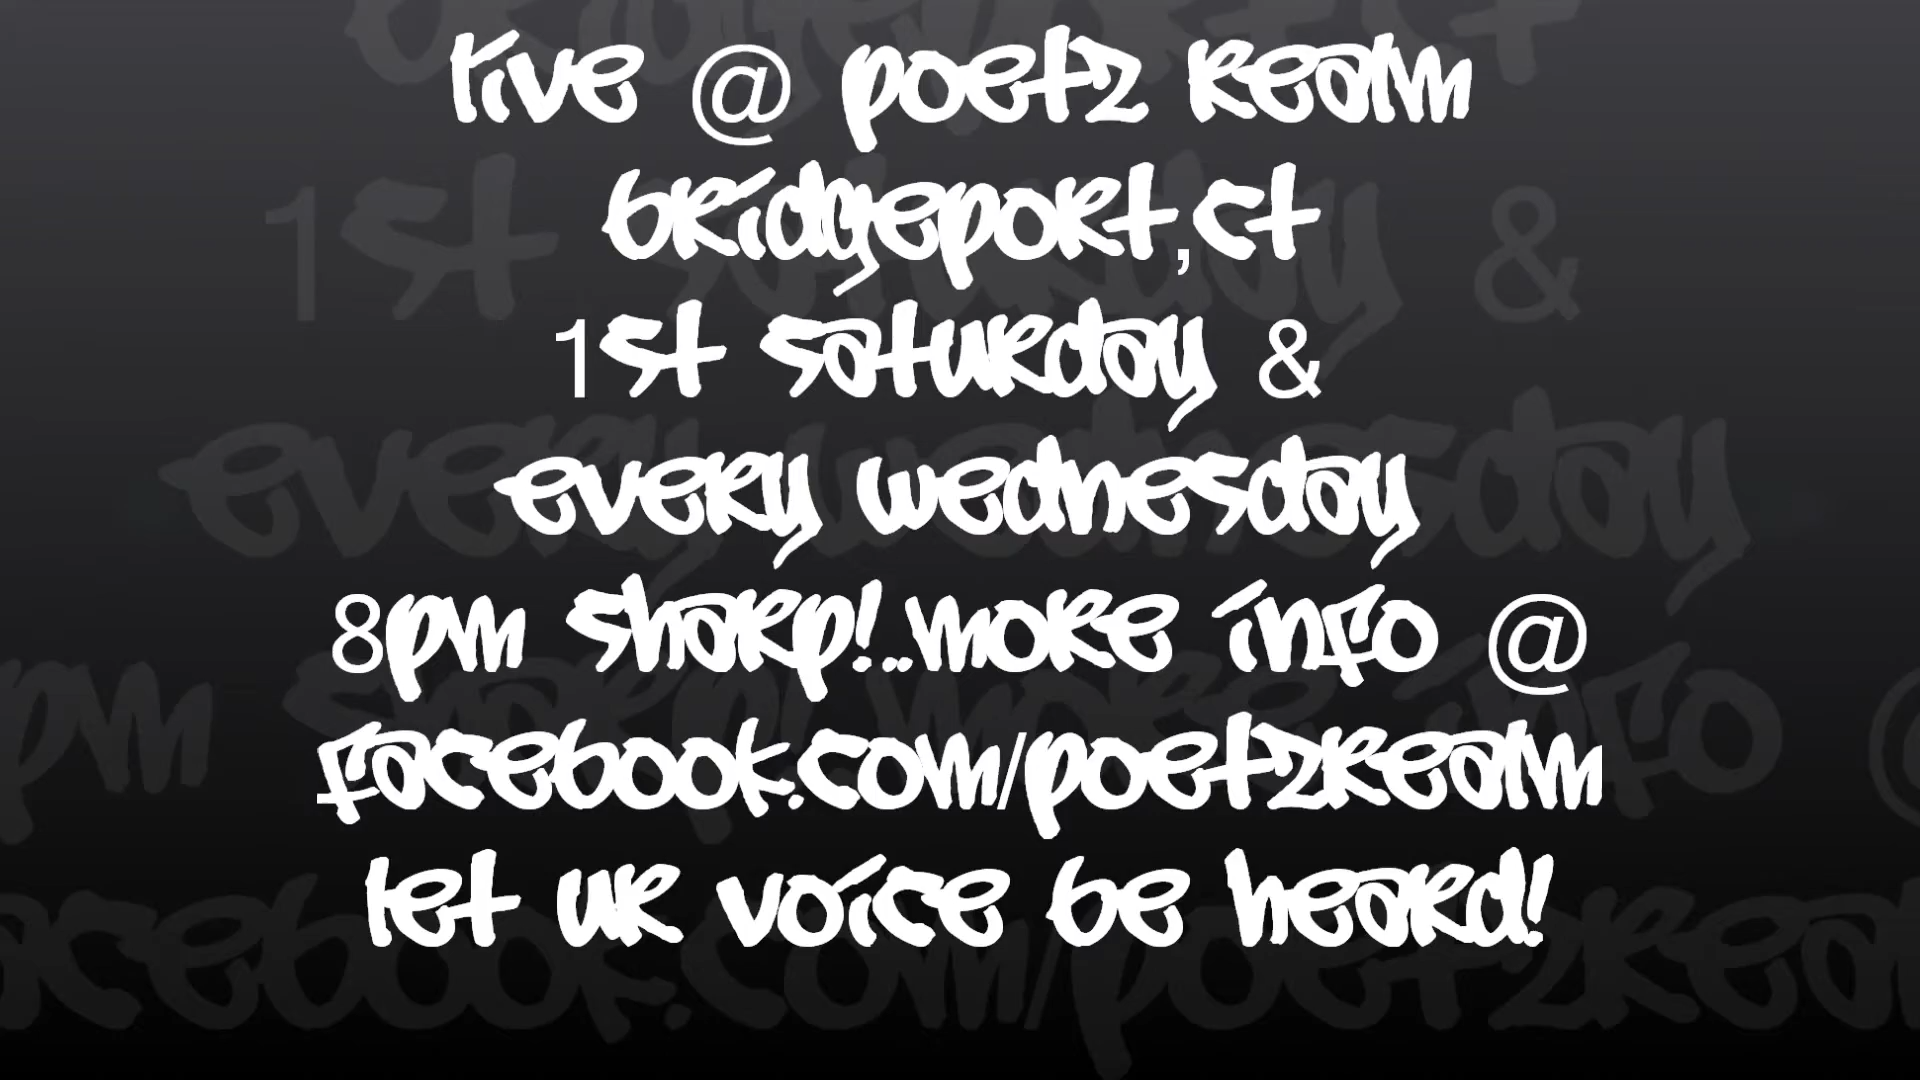 Live @ Poetz Realm
Bridgeport,CT
1st Saturday &
Every Wednesday
8pm Sharp!..More Info @
facebook.com/poetzrealm
Let Ur Voice Be Heard!